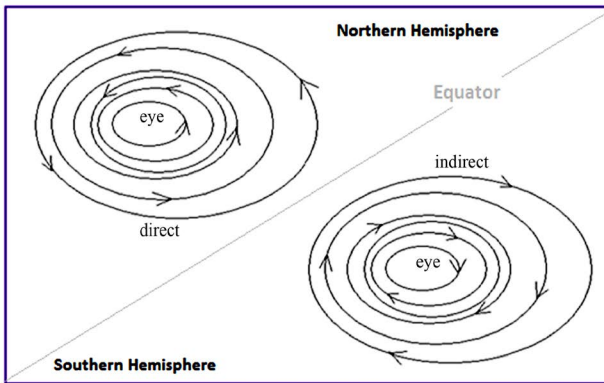 Northern Hemisphere
Equator
eye
direct
indirect
eye
Southern Hemisphere